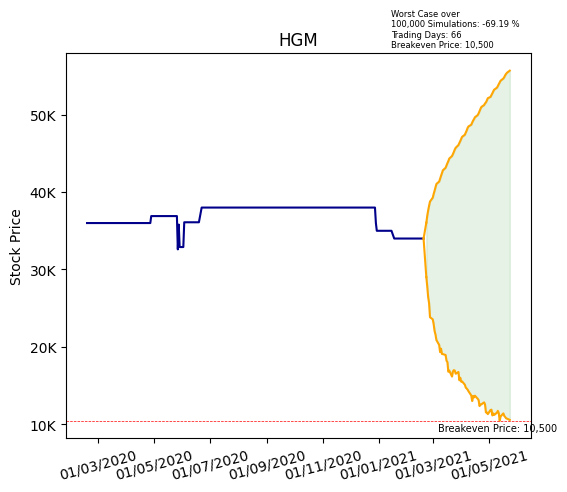 Worst Case over
100,000 Simulations: -69.19 %
Trading Days: 66
Breakeven Price: 10,500
HGM
Stock Price
50K
40K
30K
20K
10K
Breakeven Price: 10,500
01/03/2020
01/05/2020
01/07/2020
01/09/2020
01/11/2020
01/01/2021
01/03/2021
01/05/2021